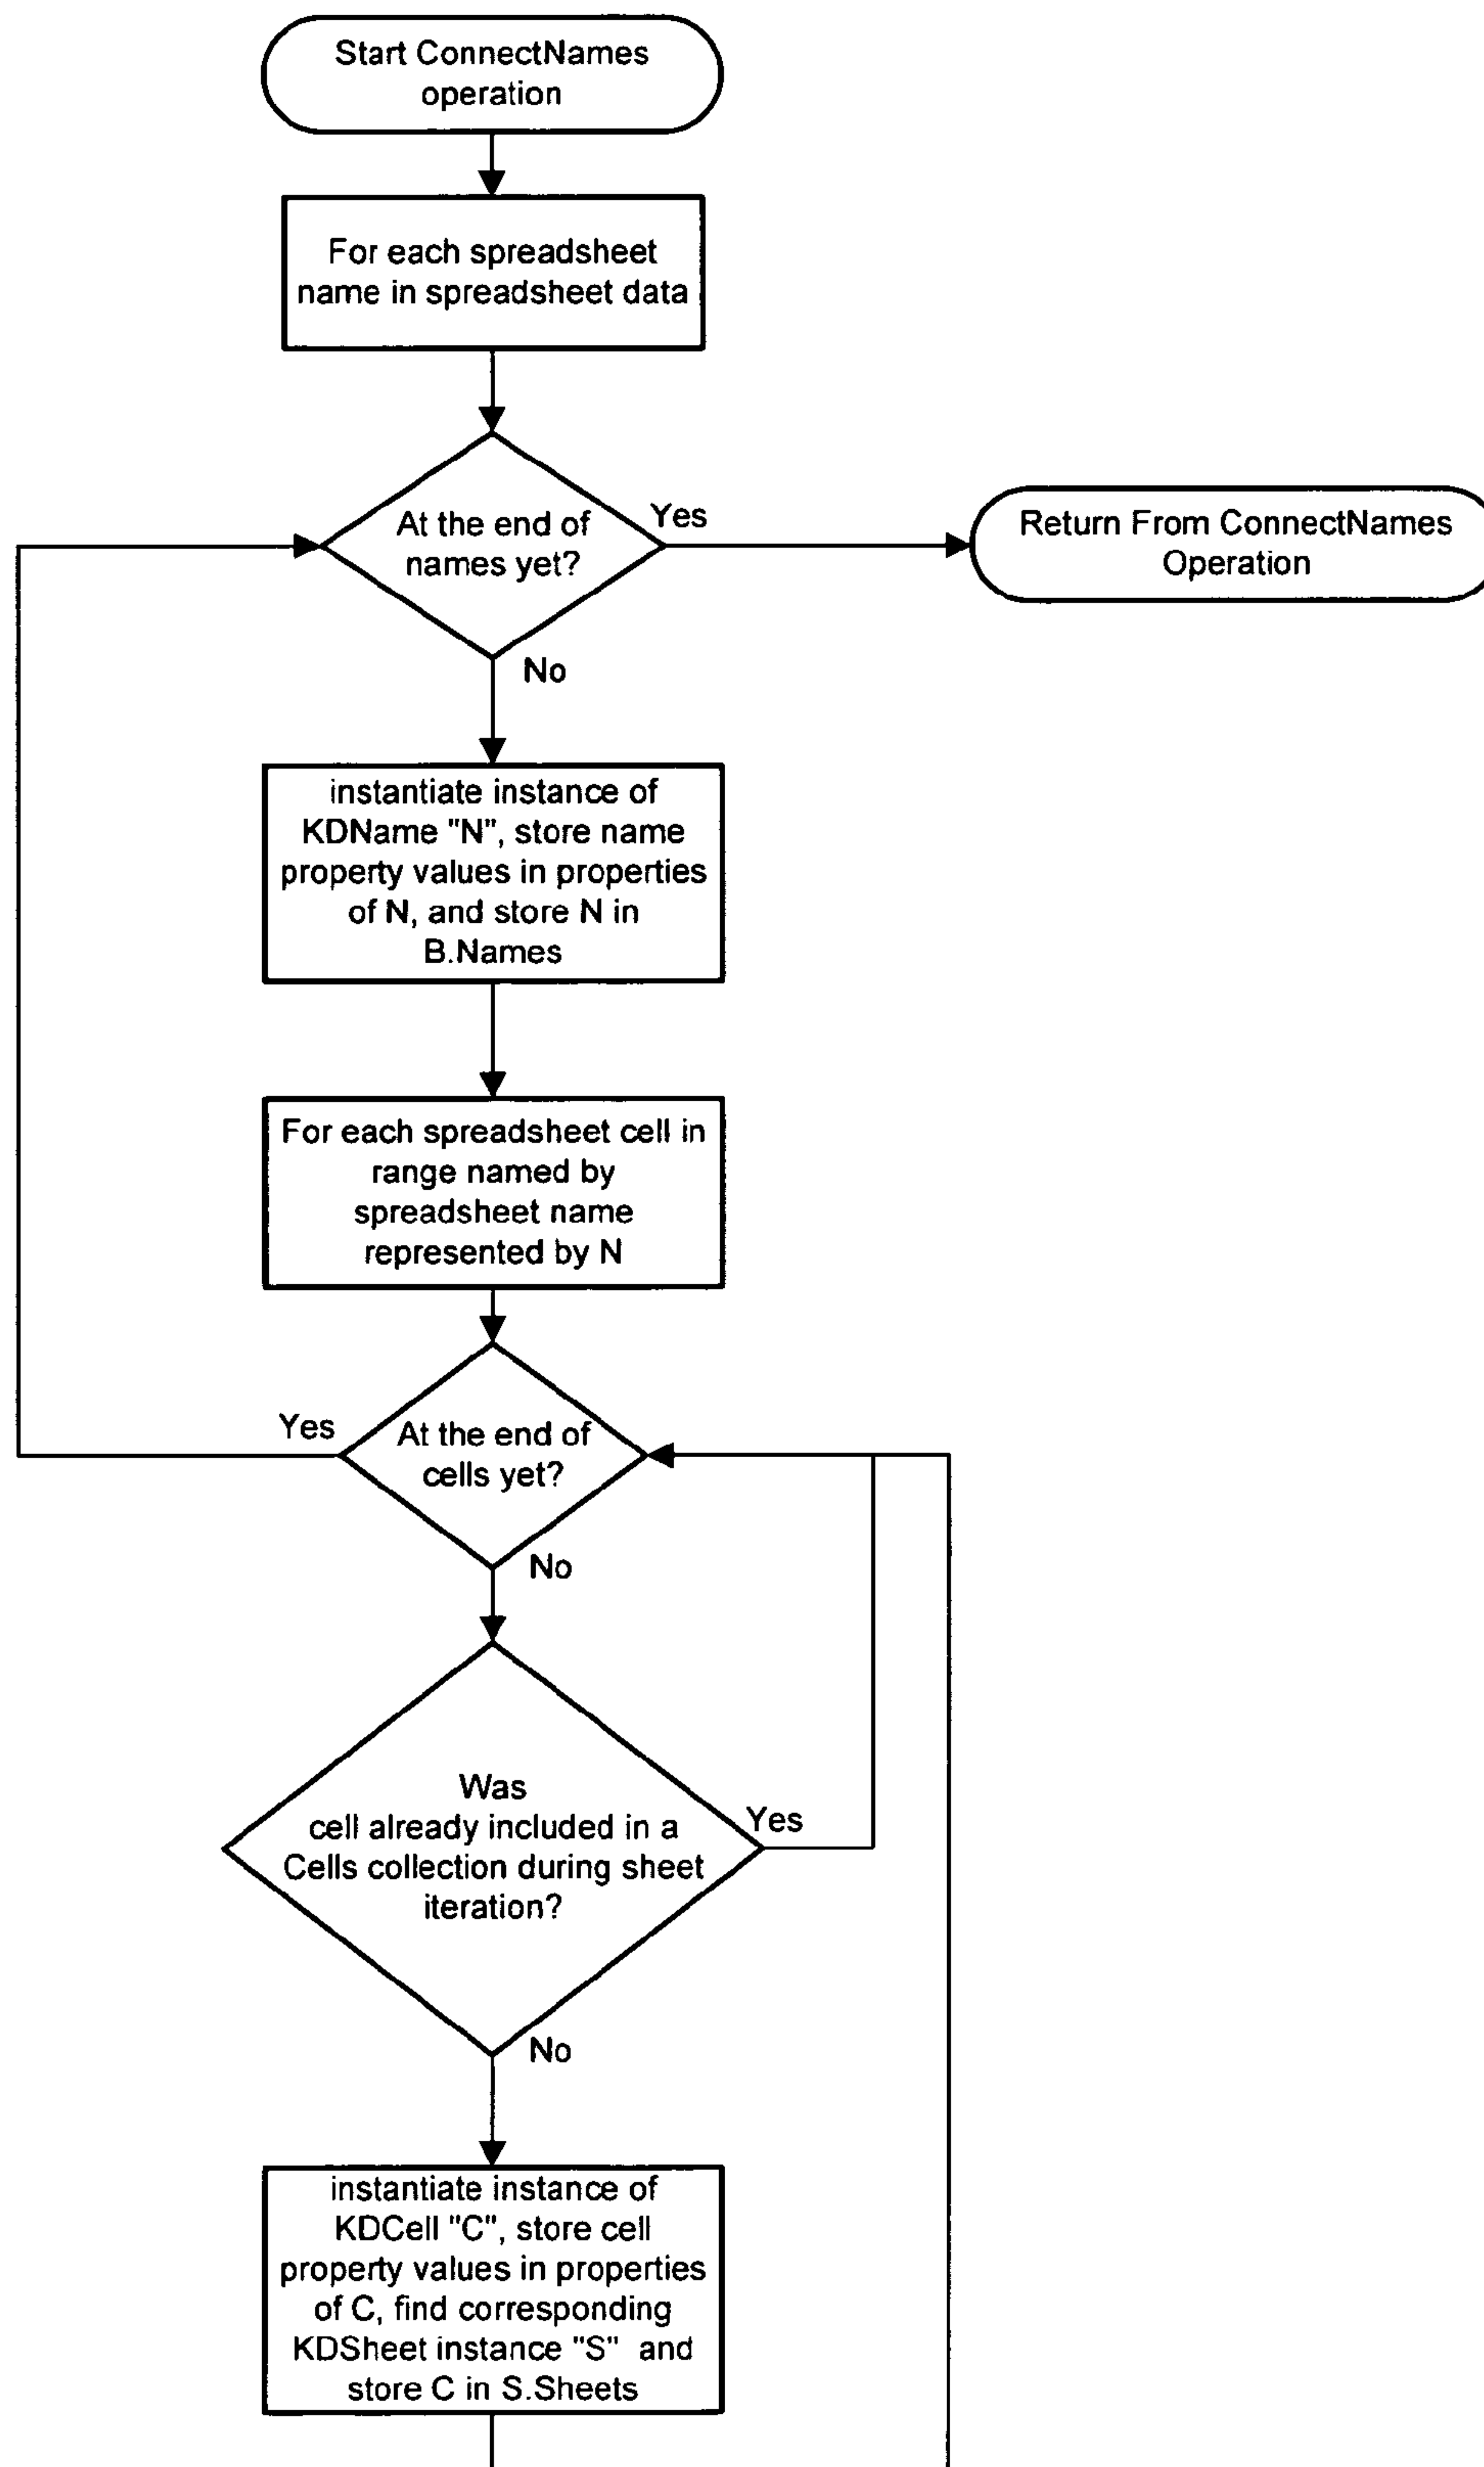 Start ConnectNames
operation
For each spreadsheet
name in spreadsheet data
At the end of
names yet?
Yes
Return From ConnectNames
Operation
No
instantiate instance of
KDName "N", store name
property values in properties
of N, and store N in
B.Names
For each spreadsheet cell in
range named by
spreadsheet name
represented by N
Yes
At the end of
cells yet?
No
Was
cell already included in a
Cells collection during sheet
iteration?
Yes
No
instantiate instance of
KDCell "C", store cell
property values in properties
of C, find corresponding
KDSheet instance "S" and
store C in S.Sheets